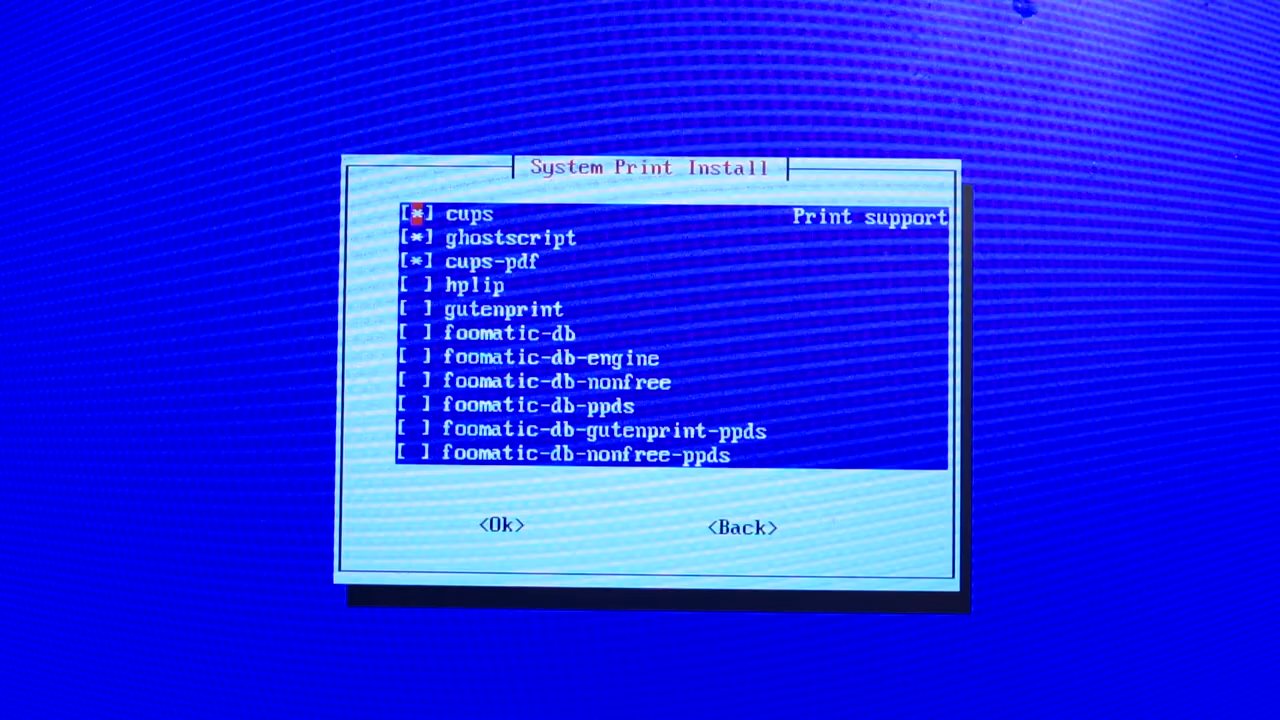 System Print Install
[*] cups Print support
[*] ghostscript
[*] cups-pdf
[ ] hplip
[ ] gutenprint
[ ] foomatic-db
[ ] foomatic-db-engine
[ ] foomatic-db-nonfree
[ ] foomatic-db-ppds
[ ] foomatic-db-gutenprint-ppds
[ ] foomatic-db-nonfree-ppds
<Ok> <Back>